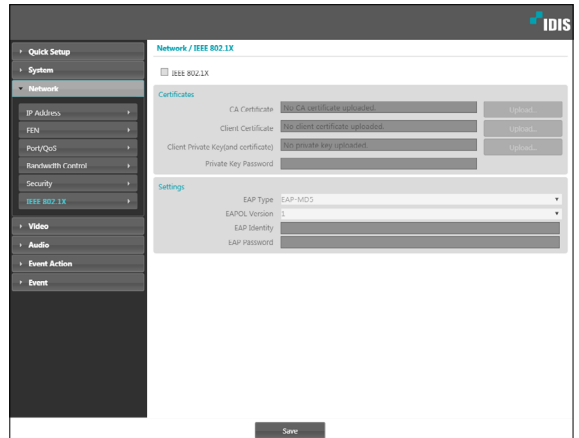 IDIS
Quick Setup
System
Network
IP Address
FEN
Port/QoS
Bandwidth Control
Security
IEEE 802.1X
Video
Audio
Event Action
Event
Network / IEEE 802.1X
IEEE 802.1X
Certificates
CA Certificate No CA certificate uploaded. Upload...
Client Certificate No client certificate uploaded. Upload...
Client Private Key(and certificate) No private key uploaded. Upload...
Private Key Password
Settings
EAP Type EAP-MD5
EAPOL Version 1
EAP Identity
EAP Password
Save